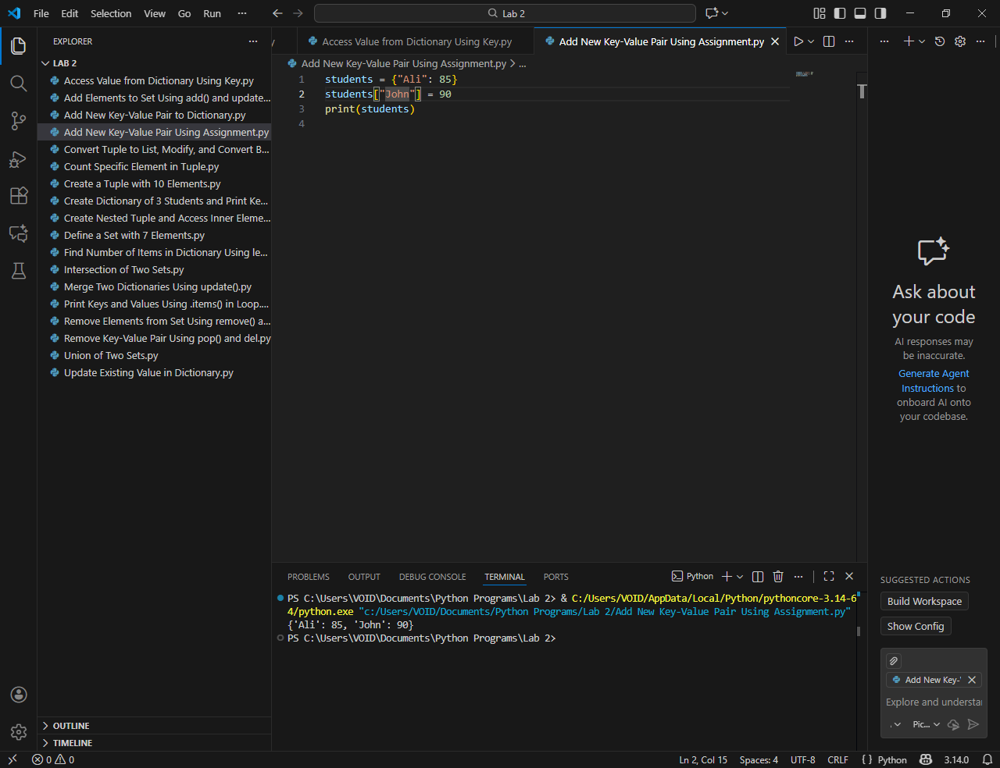 File Edit Selection View Go Run ··· Lab 2
EXPLORER ···
LAB 2
Access Value from Dictionary Using Key.py
Add Elements to Set Using add() and update...
Add New Key-Value Pair to Dictionary.py
Add New Key-Value Pair Using Assignment.py
Convert Tuple to List, Modify, and Convert B...
Count Specific Element in Tuple.py
Create a Tuple with 10 Elements.py
Create Dictionary of 3 Students and Print Ke...
Create Nested Tuple and Access Inner Eleme...
Define a Set with 7 Elements.py
Find Number of Items in Dictionary Using le...
Intersection of Two Sets.py
Merge Two Dictionaries Using update().py
Print Keys and Values Using .items() in Loop....
Remove Elements from Set Using remove() a...
Remove Key-Value Pair Using pop() and del.py
Union of Two Sets.py
Update Existing Value in Dictionary.py
OUTLINE
TIMELINE
y Access Value from Dictionary Using Key.py Add New Key-Value Pair Using Assignment.py
Add New Key-Value Pair Using Assignment.py > ...
1 students = {"Ali": 85}
2 students["John"] = 90
3 print(students)
4
PROBLEMS OUTPUT DEBUG CONSOLE TERMINAL PORTS Python
PS C:\Users\VOID\Documents\Python Programs\Lab 2> & C:/Users/VOID/AppData/Local/Python/pythoncore-3.14-6
4/python.exe "c:/Users/VOID/Documents/Python Programs/Lab 2/Add New Key-Value Pair Using Assignment.py"
{'Ali': 85, 'John': 90}
PS C:\Users\VOID\Documents\Python Programs\Lab 2>
Ask about
your code
AI responses may
be inaccurate.
Generate Agent
Instructions to
onboard AI onto
your codebase.
SUGGESTED ACTIONS
Build Workspace
Show Config
Add New Key-
Explore and understa
Pic...
0 0 Ln 2, Col 15 Spaces: 4 UTF-8 CRLF {} Python 3.14.0